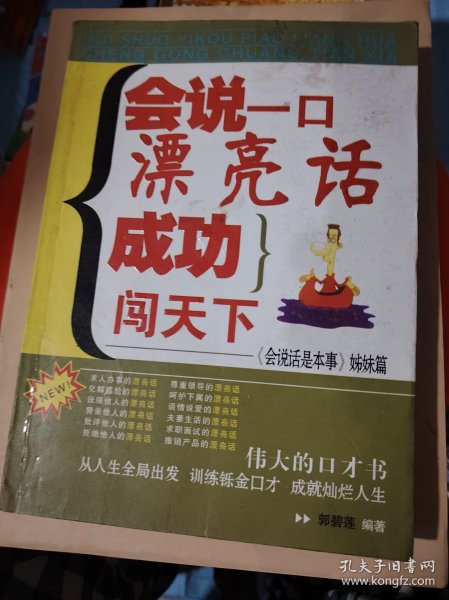 HUI SHUO YIKOU PIAO LIANG HUA
CHENG GONG CHUANG TIAN XIA
会说一口
漂亮话
成功
闯天下
《会说话是本事》姊妹篇
NEW!
求人办事的漂亮话
化解尴尬的漂亮话
说服他人的漂亮话
赞美他人的漂亮话
批评他人的漂亮话
拒绝他人的漂亮话
尊重领导的漂亮话
呵护下属的漂亮话
谈情说爱的漂亮话
夫妻生活的漂亮话
求职面试的漂亮话
推销产品的漂亮话
伟大的口才书
从人生全局出发 训练铄金口才 成就灿烂人生
郭碧莲 编著
孔夫子旧书网
www.kongfz.com